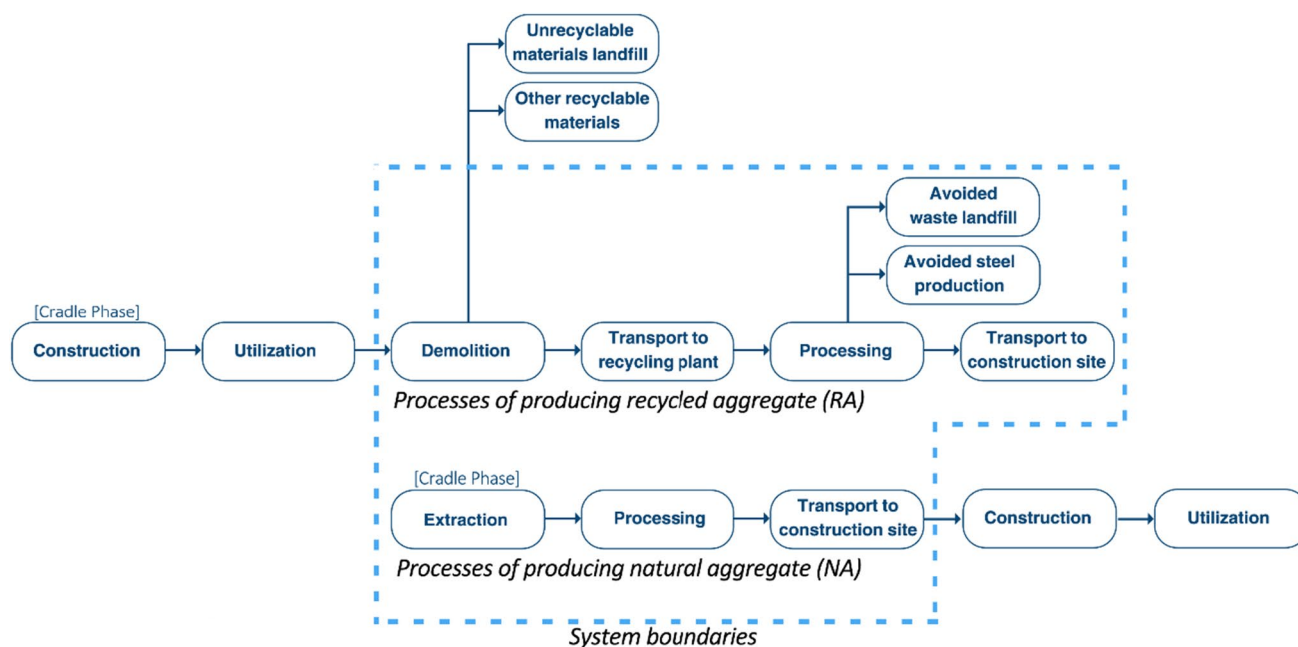 Unrecyclable
materials landfill
Other recyclable
materials
Avoided
waste landfill
Avoided steel
production
[Cradle Phase]
Construction
Utilization
Demolition
Transport to
recycling plant
Processing
Transport to
construction site
Processes of producing recycled aggregate (RA)
[Cradle Phase]
Extraction
Processing
Transport to
construction site
Construction
Utilization
Processes of producing natural aggregate (NA)
System boundaries